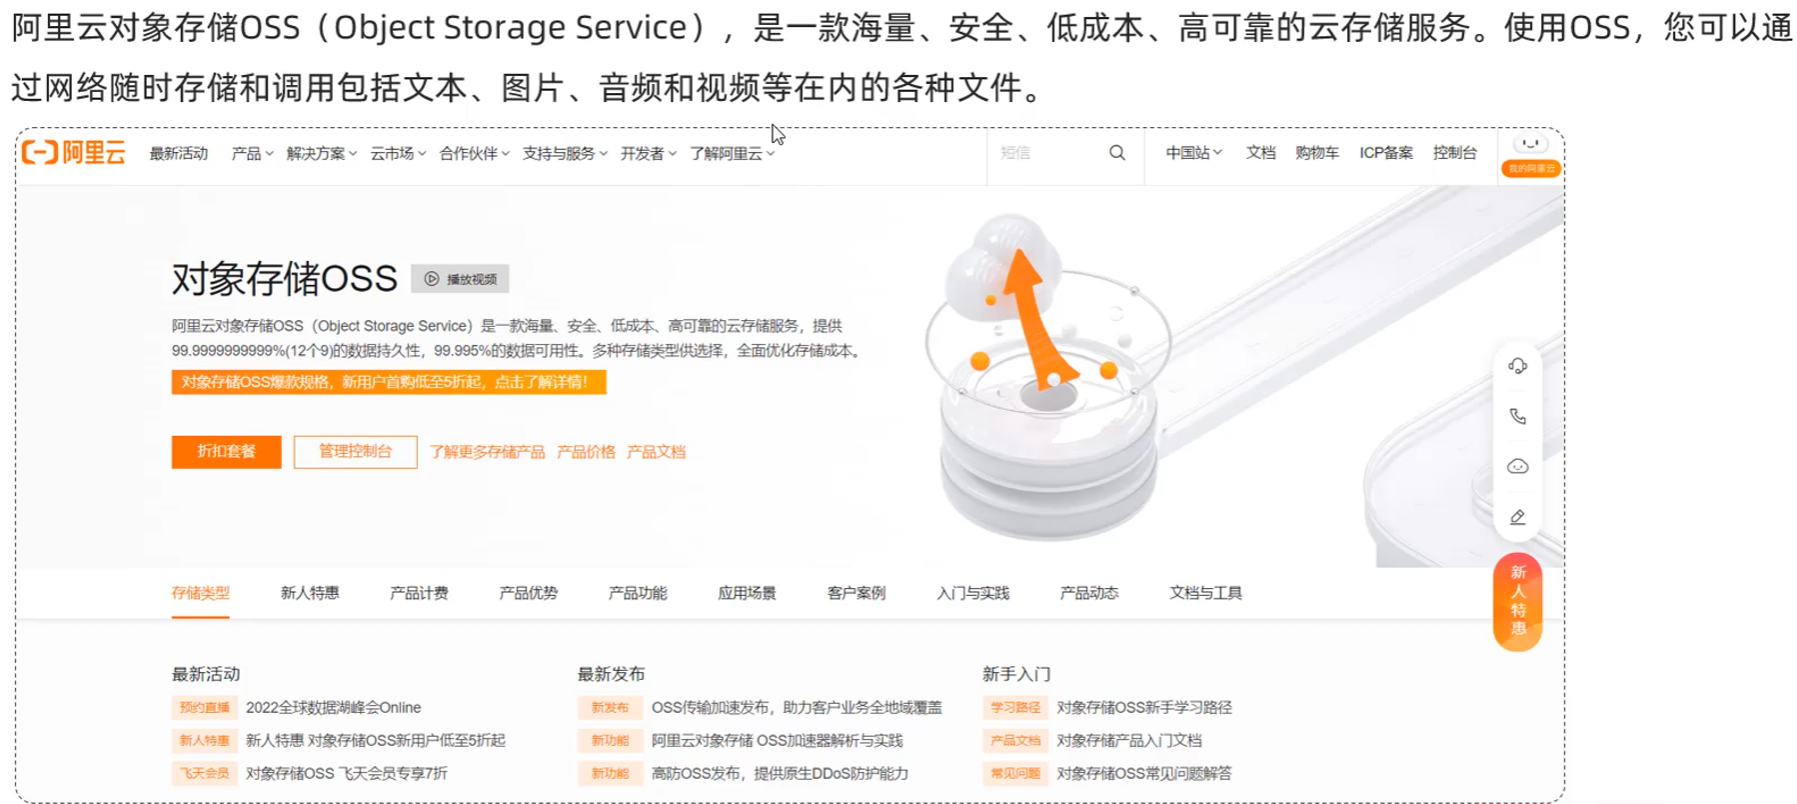 阿里云对象存储OSS（Object Storage Service），是一款海量、安全、低成本、高可靠的云存储服务。使用OSS，您可以通
过网络随时存储和调用包括文本、图片、音频和视频等在内的各种文件。
阿里云 最新活动 产品 解决方案 云市场 合作伙伴 支持与服务 开发者 了解阿里云 短信 中国站 文档 购物车 ICP备案 控制台
我的阿里云
对象存储OSS 播放视频
阿里云对象存储OSS（Object Storage Service）是一款海量、安全、低成本、高可靠的云存储服务，提供
99.9999999999%(12个9)的数据持久性，99.995%的数据可用性。多种存储类型供选择，全面优化存储成本。
对象存储OSS爆款规格，新用户首购低至5折起，点击了解详情！
折扣套餐 管理控制台 了解更多存储产品 产品价格 产品文档
存储类型 新人特惠 产品计费 产品优势 产品功能 应用场景 客户案例 入门与实践 产品动态 文档与工具
新人特惠
最新活动 最新发布 新手入门
预约直播 2022全球数据湖峰会Online 新发布 OSS传输加速发布，助力客户业务全地域覆盖 学习路径 对象存储OSS新手学习路径
新人特惠 新人特惠 对象存储OSS新用户低至5折起 新功能 阿里云对象存储 OSS加速器解析与实践 产品文档 对象存储产品入门文档
飞天会员 对象存储OSS 飞天会员专享7折 新功能 高防OSS发布，提供原生DDoS防护能力 常见问题 对象存储OSS常见问题解答